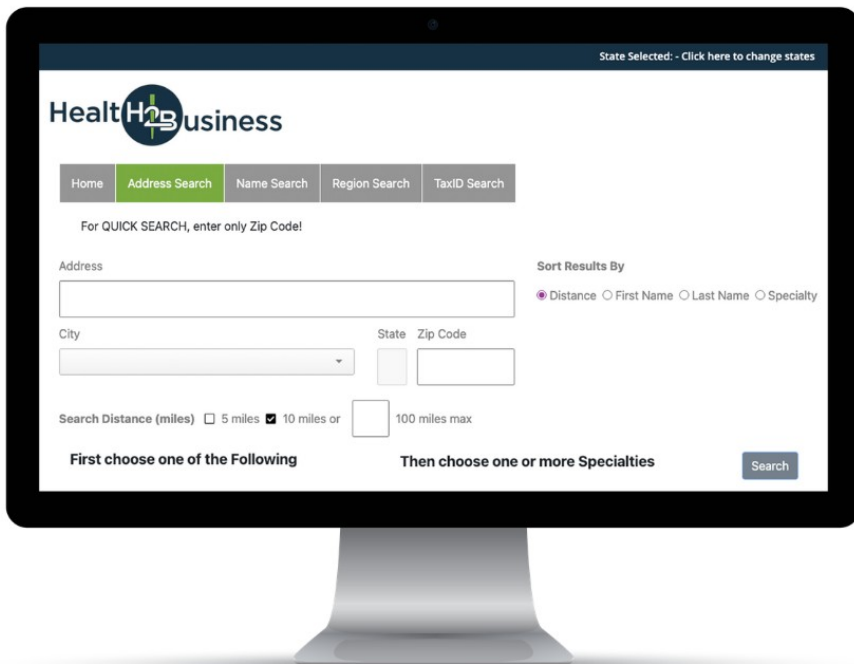 State Selected: - Click here to change states
HealtH2Business
Home Address Search Name Search Region Search TaxID Search
For QUICK SEARCH, enter only Zip Code!
Address
Sort Results By
Distance First Name Last Name Specialty
City State Zip Code
Search Distance (miles) 5 miles 10 miles or 100 miles max
First choose one of the Following Then choose one or more Specialties
Search